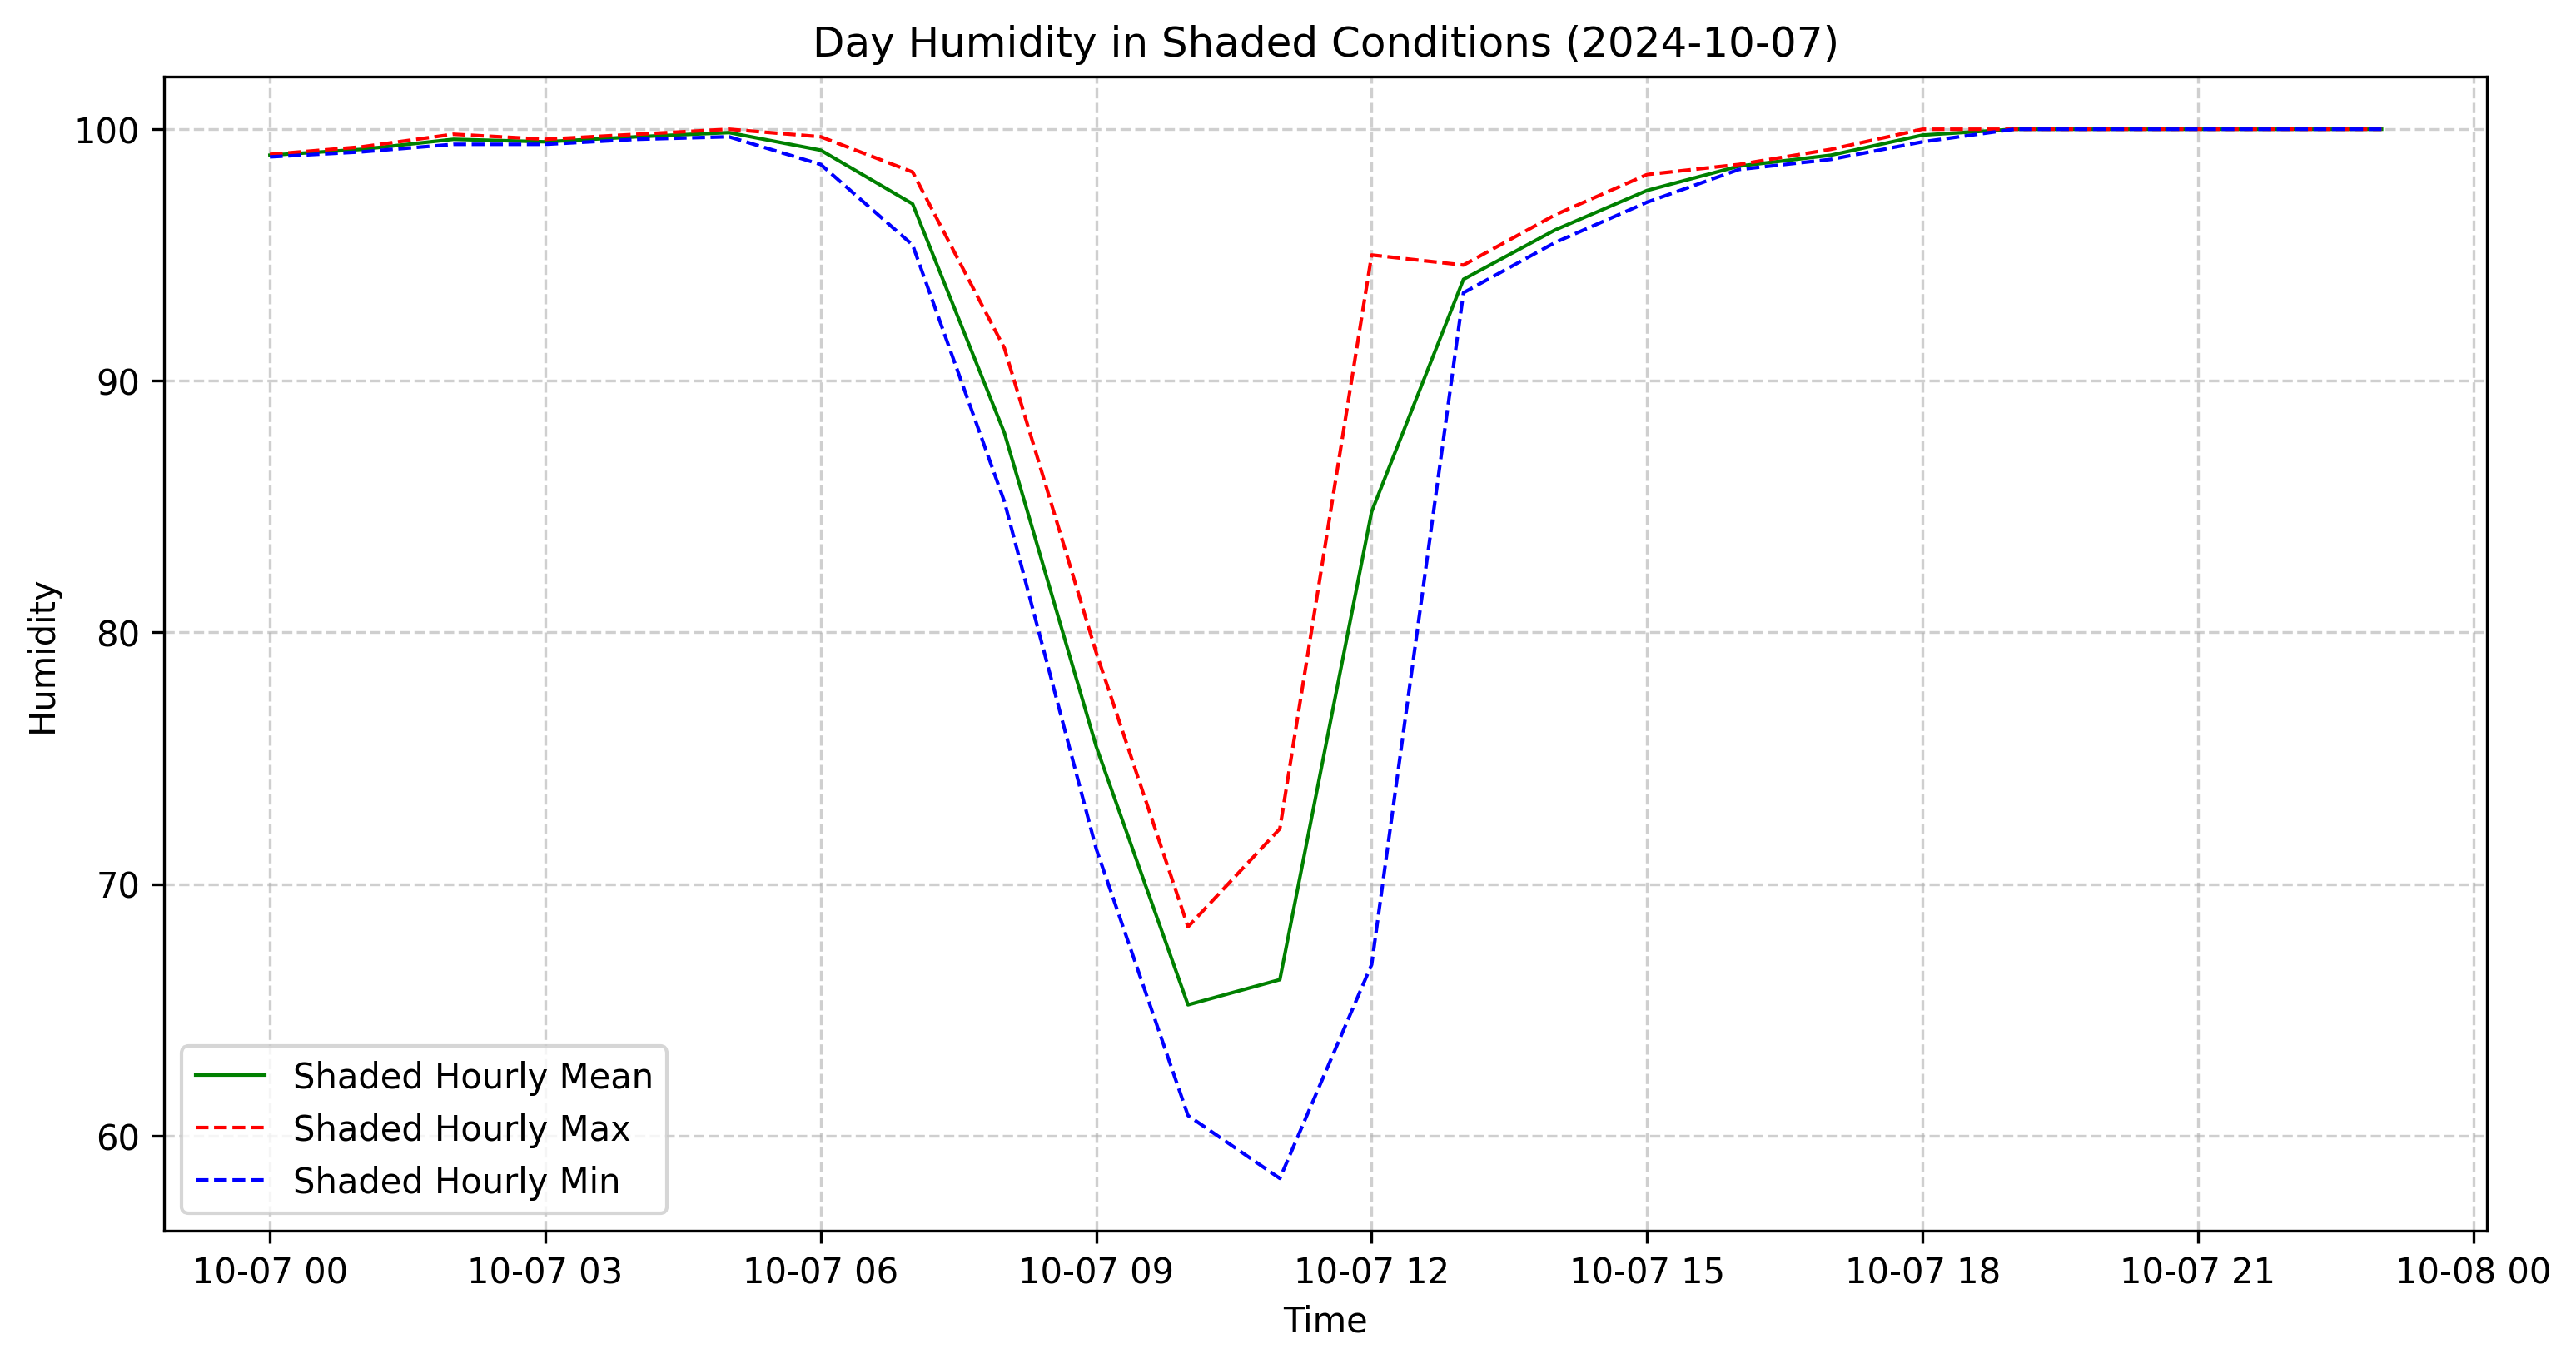 Day Humidity in Shaded Conditions (2024-10-07)
100
90
80
70
60
Humidity
Shaded Hourly Mean
Shaded Hourly Max
Shaded Hourly Min
10-07 00 10-07 03 10-07 06 10-07 09 10-07 12 10-07 15 10-07 18 10-07 21 10-08 00
Time